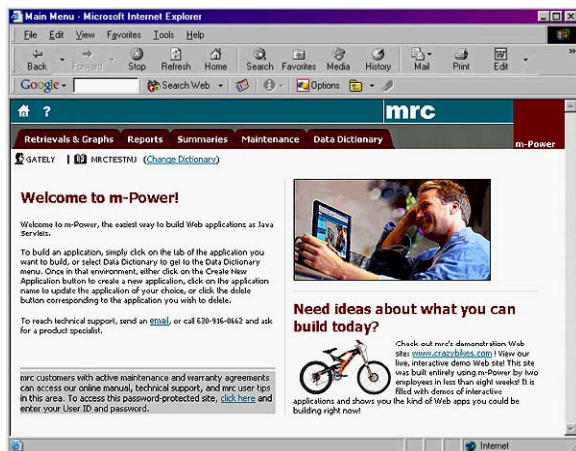 Main Menu - Microsoft Internet Explorer
File Edit View Favorites Tools Help
Back Forward Stop Refresh Home Search Favorites Media History Mail Print Edit
Google Search Web Options
? mrc
Retrievals & Graphs Reports Summaries Maintenance Data Dictionary m-Power
GATELY | MRCTESTMJ (Change Dictionary)
Welcome to m-Power!
Welcome to m-Power, the easiest way to build Web applications as Java
Servlets.
To build an application, simply click on the tab of the application you
want to build, or select Data Dictionary to get to the Data Dictionary
menu. Once in that environment, either click on the Create New
Application button to create a new application, click on the application
name to update the application of your choice, or click the delete
button corresponding to the application you wish to delete.
To reach technical support, send an email, or call 630-916-0662 and ask
for a product specialist.
mrc customers with active maintenance and warranty agreements
can access our online manual, technical support, and mrc user tips
in this area. To access this password-protected site, click here and
enter your User ID and password.
Need ideas about what you can
build today?
Check out mrc's demonstration Web
site: www.crazybikes.com ! View our
live, interactive demo Web site! This site
was built entirely using m-Power by two
employees in less than eight weeks! It is
filled with demos of interactive
applications and shows you the kind of Web apps you could be
building right now!
Internet